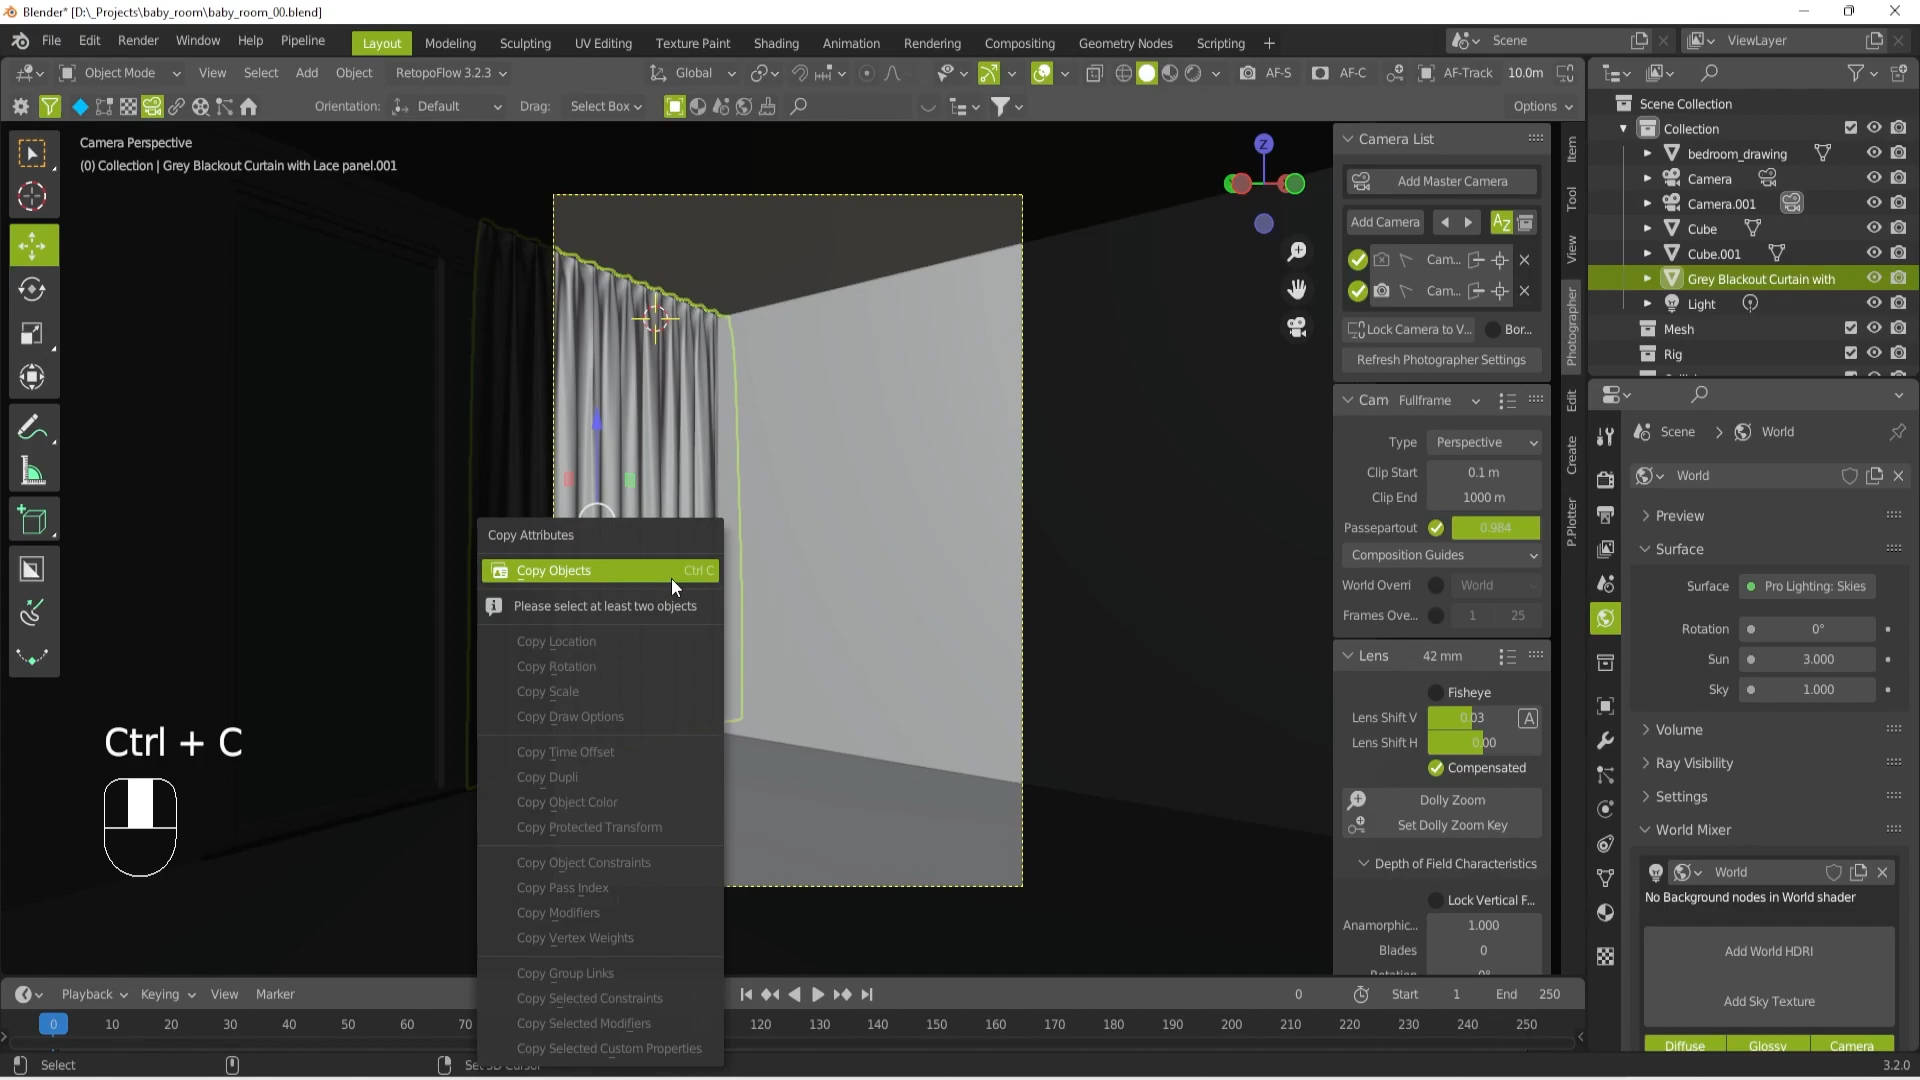 Blender* [D:\_Projects\baby_room\baby_room_00.blend]
File Edit Render Window Help Pipeline Layout Modeling Sculpting UV Editing Texture Paint Shading Animation Rendering Compositing Geometry Nodes Scripting + Scene ViewLayer
Object Mode View Select Add Object RetopoFlow 3.2.3 Global AF-S AF-C AF-Track 10.0m
Orientation: Default Drag: Select Box Options
Camera Perspective
(0) Collection | Grey Blackout Curtain with Lace panel.001
Z
Copy Attributes
Copy Objects Ctrl C
Please select at least two objects
Copy Location
Copy Rotation
Copy Scale
Copy Draw Options
Copy Time Offset
Copy Dupli
Copy Object Color
Copy Protected Transform
Copy Object Constraints
Copy Pass Index
Copy Modifiers
Copy Vertex Weights
Copy Group Links
Copy Selected Constraints
Copy Selected Modifiers
Copy Selected Custom Properties
Ctrl + C
Camera List
Add Master Camera
Add Camera AZ
Cam...
Cam...
Lock Camera to V... Bor...
Refresh Photographer Settings
Cam Fullframe
Type Perspective
Clip Start 0.1 m
Clip End 1000 m
Passepartout 0.984
Composition Guides
World Overri World
Frames Ove... 1 25
Lens 42 mm
Fisheye
Lens Shift V 0.03 A
Lens Shift H 0.00
Compensated
Dolly Zoom
Set Dolly Zoom Key
Depth of Field Characteristics
Lock Vertical F...
Anamorphic... 1.000
Blades 0
Rotation 0°
Item
Tool
View
Photographer
Edit
Create
P.Plotter
Scene Collection
Collection
bedroom_drawing
Camera
Camera.001
Cube
Cube.001
Grey Blackout Curtain with
Light
Mesh
Rig
Scene > World
World
Preview
Surface
Surface Pro Lighting: Skies
Rotation 0°
Sun 3.000
Sky 1.000
Volume
Ray Visibility
Settings
World Mixer
World
No Background nodes in World shader
Add World HDRI
Add Sky Texture
Diffuse Glossy Camera
Playback Keying View Marker 0 Start 1 End 250
0 10 20 30 40 50 60 70 120 130 140 150 160 170 180 190 200 210 220 230 240 250
Select 3.2.0